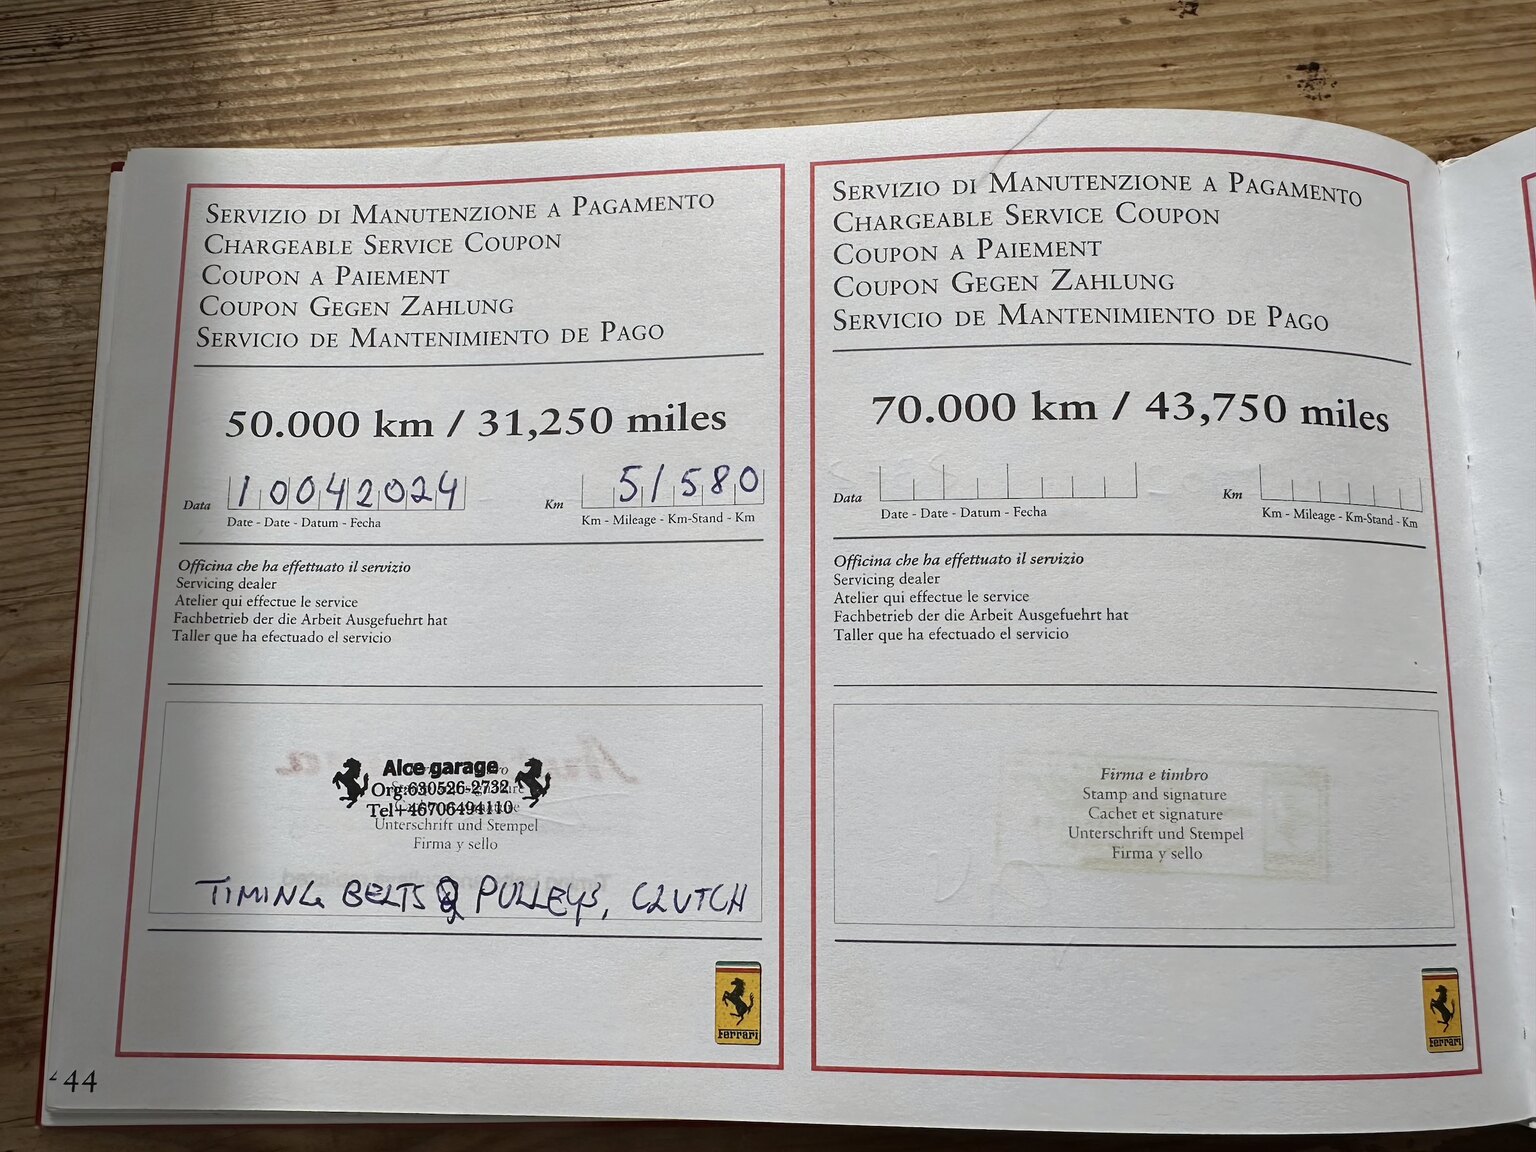 SERVIZIO DI MANUTENZIONE A PAGAMENTO
CHARGEABLE SERVICE COUPON
COUPON A PAIEMENT
COUPON GEGEN ZAHLUNG
SERVICIO DE MANTENIMIENTO DE PAGO
50.000 km / 31,250 miles
Data 10042024 Km 51580
Date - Date - Datum - Fecha Km - Mileage - Km-Stand - Km
Officina che ha effettuato il servizio
Servicing dealer
Atelier qui effectue le service
Fachbetrieb der die Arbeit Ausgefuehrt hat
Taller que ha efectuado el servicio
Alce garage
Org:630526-2732
Tel+46706494110
Unterschrift und Stempel
Firma y sello
TIMING BELTS & PULLEYS, CLUTCH
Ferrari
44
SERVIZIO DI MANUTENZIONE A PAGAMENTO
CHARGEABLE SERVICE COUPON
COUPON A PAIEMENT
COUPON GEGEN ZAHLUNG
SERVICIO DE MANTENIMIENTO DE PAGO
70.000 km / 43,750 miles
Data Km
Date - Date - Datum - Fecha Km - Mileage - Km-Stand - Km
Officina che ha effettuato il servizio
Servicing dealer
Atelier qui effectue le service
Fachbetrieb der die Arbeit Ausgefuehrt hat
Taller que ha efectuado el servicio
Firma e timbro
Stamp and signature
Cachet et signature
Unterschrift und Stempel
Firma y sello
Ferrari